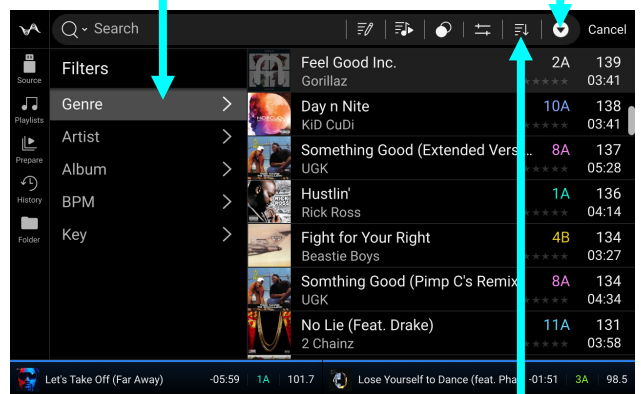 Search
Cancel
Source
Playlists
Prepare
History
Folder
Filters
Genre
Artist
Album
BPM
Key
Feel Good Inc. 2A 139
Gorillaz 03:41
Day n Nite 10A 138
KiD CuDi 03:41
Something Good (Extended Vers... 8A 137
UGK 05:28
Hustlin' 1A 136
Rick Ross 04:14
Fight for Your Right 4B 134
Beastie Boys 03:27
Somthing Good (Pimp C's Remix 8A 134
UGK 04:34
No Lie (Feat. Drake) 11A 131
2 Chainz 03:58
Let's Take Off (Far Away) -05:59 1A 101.7
Lose Yourself to Dance (feat. Pha -01:51 3A 98.5